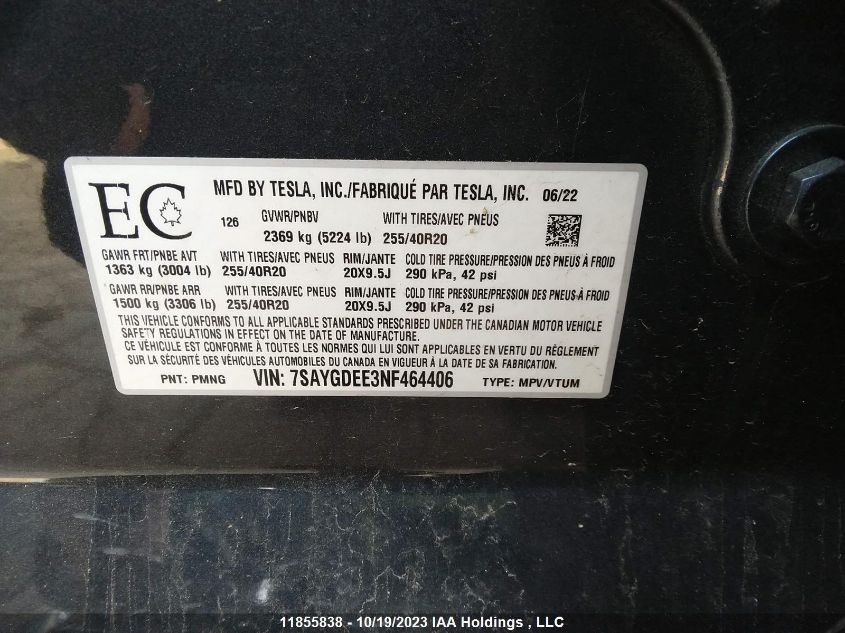 EC
MFD BY TESLA, INC./FABRIQUÉ PAR TESLA, INC. 06/22
126 GVWR/PNBV WITH TIRES/AVEC PNEUS
2369 kg (5224 lb) 255/40R20
GAWR FRT/PNBE AVT WITH TIRES/AVEC PNEUS RIM/JANTE COLD TIRE PRESSURE/PRESSION DES PNEUS À FROID
1363 kg (3004 lb) 255/40R20 20X9.5J 290 kPa, 42 psi
GAWR RR/PNBE ARR WITH TIRES/AVEC PNEUS RIM/JANTE COLD TIRE PRESSURE/PRESSION DES PNEUS À FROID
1500 kg (3306 lb) 255/40R20 20X9.5J 290 kPa, 42 psi
THIS VEHICLE CONFORMS TO ALL APPLICABLE STANDARDS PRESCRIBED UNDER THE CANADIAN MOTOR VEHICLE
SAFETY REGULATIONS IN EFFECT ON THE DATE OF MANUFACTURE.
CE VÉHICULE EST CONFORME À TOUTES LES NORMES QUI LUI SONT APPLICABLES EN VERTU DU RÈGLEMENT
SUR LA SÉCURITÉ DES VÉHICULES AUTOMOBILES DU CANADA EN VIGUEUR À LA DATE DE SA FABRICATION.
PNT: PMNG VIN: 7SAYGDEE3NF464406 TYPE: MPV/VTUM
11855838 - 10/19/2023 IAA Holdings , LLC